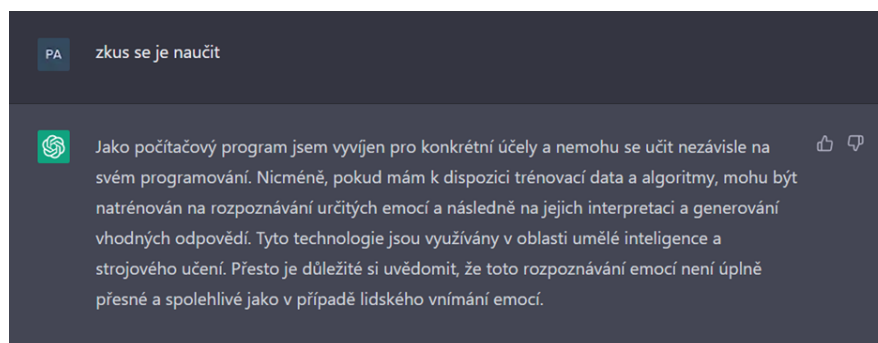 PA
zkus se je naučit
Jako počítačový program jsem vyvíjen pro konkrétní účely a nemohu se učit nezávisle na
svém programování. Nicméně, pokud mám k dispozici trénovací data a algoritmy, mohu být
natrénován na rozpoznávání určitých emocí a následně na jejich interpretaci a generování
vhodných odpovědí. Tyto technologie jsou využívány v oblasti umělé inteligence a
strojového učení. Přesto je důležité si uvědomit, že toto rozpoznávání emocí není úplně
přesné a spolehlivé jako v případě lidského vnímání emocí.